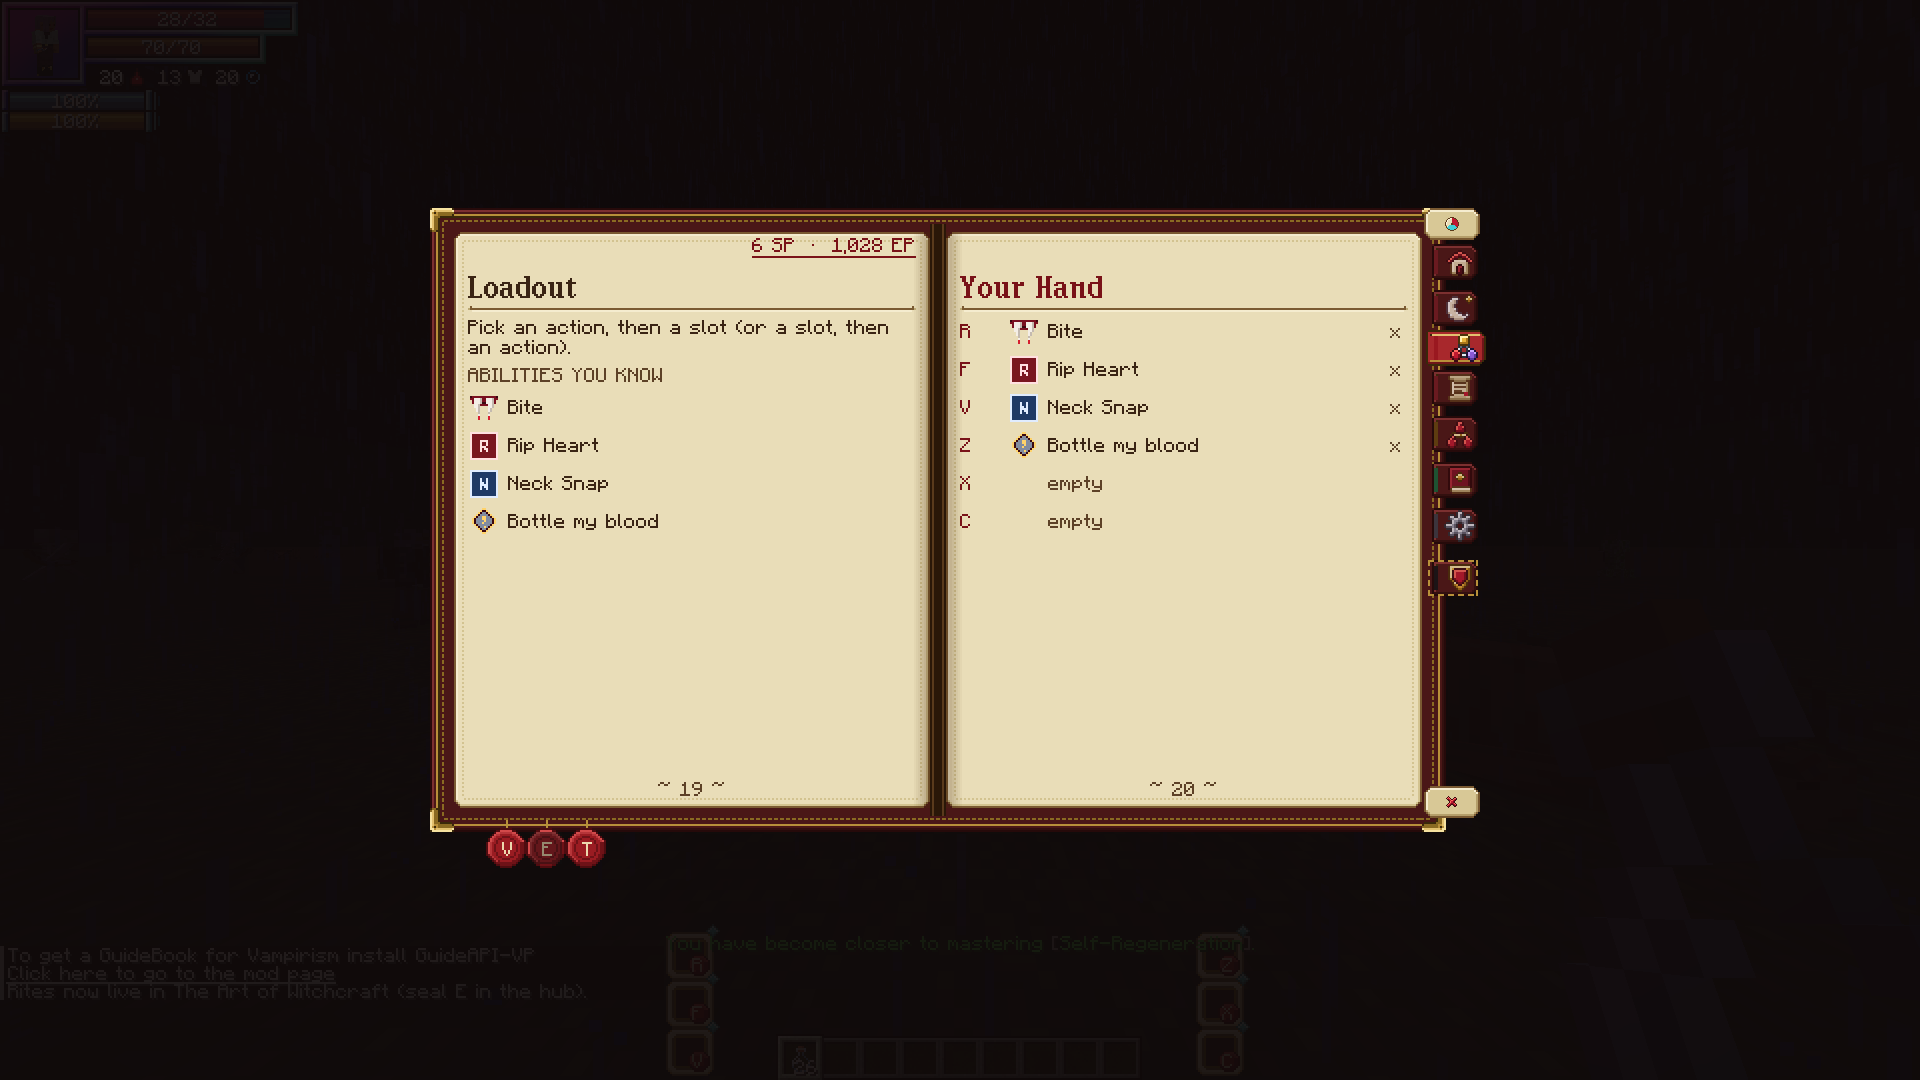 28/32
70/70
20 13 20
100%
100%
6 SP · 1,028 EP
Loadout
Pick an action, then a slot (or a slot, then
an action).
ABILITIES YOU KNOW
Bite
R Rip Heart
N Neck Snap
Bottle my blood
~ 19 ~
Your Hand
R Bite ×
F R Rip Heart ×
V N Neck Snap ×
Z Bottle my blood ×
X empty
C empty
~ 20 ~
V E T
To get a GuideBook for Vampirism install GuideAPI-VP
Click here to go to the mod page
Rites now live in The Art of Witchcraft (seal E in the hub).
You have become closer to mastering [Self-Regeneration].
R
F
V
Z
X
C
26